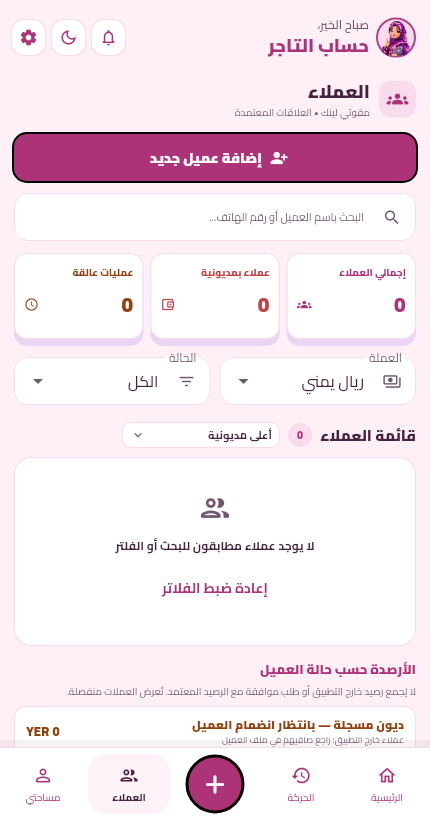 صباح الخير،
حساب التاجر
العملاء
مقوتي لينك • العلاقات المعتمدة
إضافة عميل جديد
البحث باسم العميل أو رقم الهاتف...
إجمالي العملاء
0
عملاء بمديونية
0
عمليات عالقة
0
العملة
ريال يمني
الحالة
الكل
قائمة العملاء
0
أعلى مديونية
لا يوجد عملاء مطابقون للبحث أو الفلتر
إعادة ضبط الفلاتر
الأرصدة حسب حالة العميل
لا يُجمع رصيد خارج التطبيق أو طلب موافقة مع الرصيد المعتمد. تُعرض العملات منفصلة.
ديون مسجلة — بانتظار انضمام العميل
YER 0
عملاء خارج التطبيق؛ راجع صافيهم في ملف العميل
الرئيسية
الحركة
العملاء
مساحتي